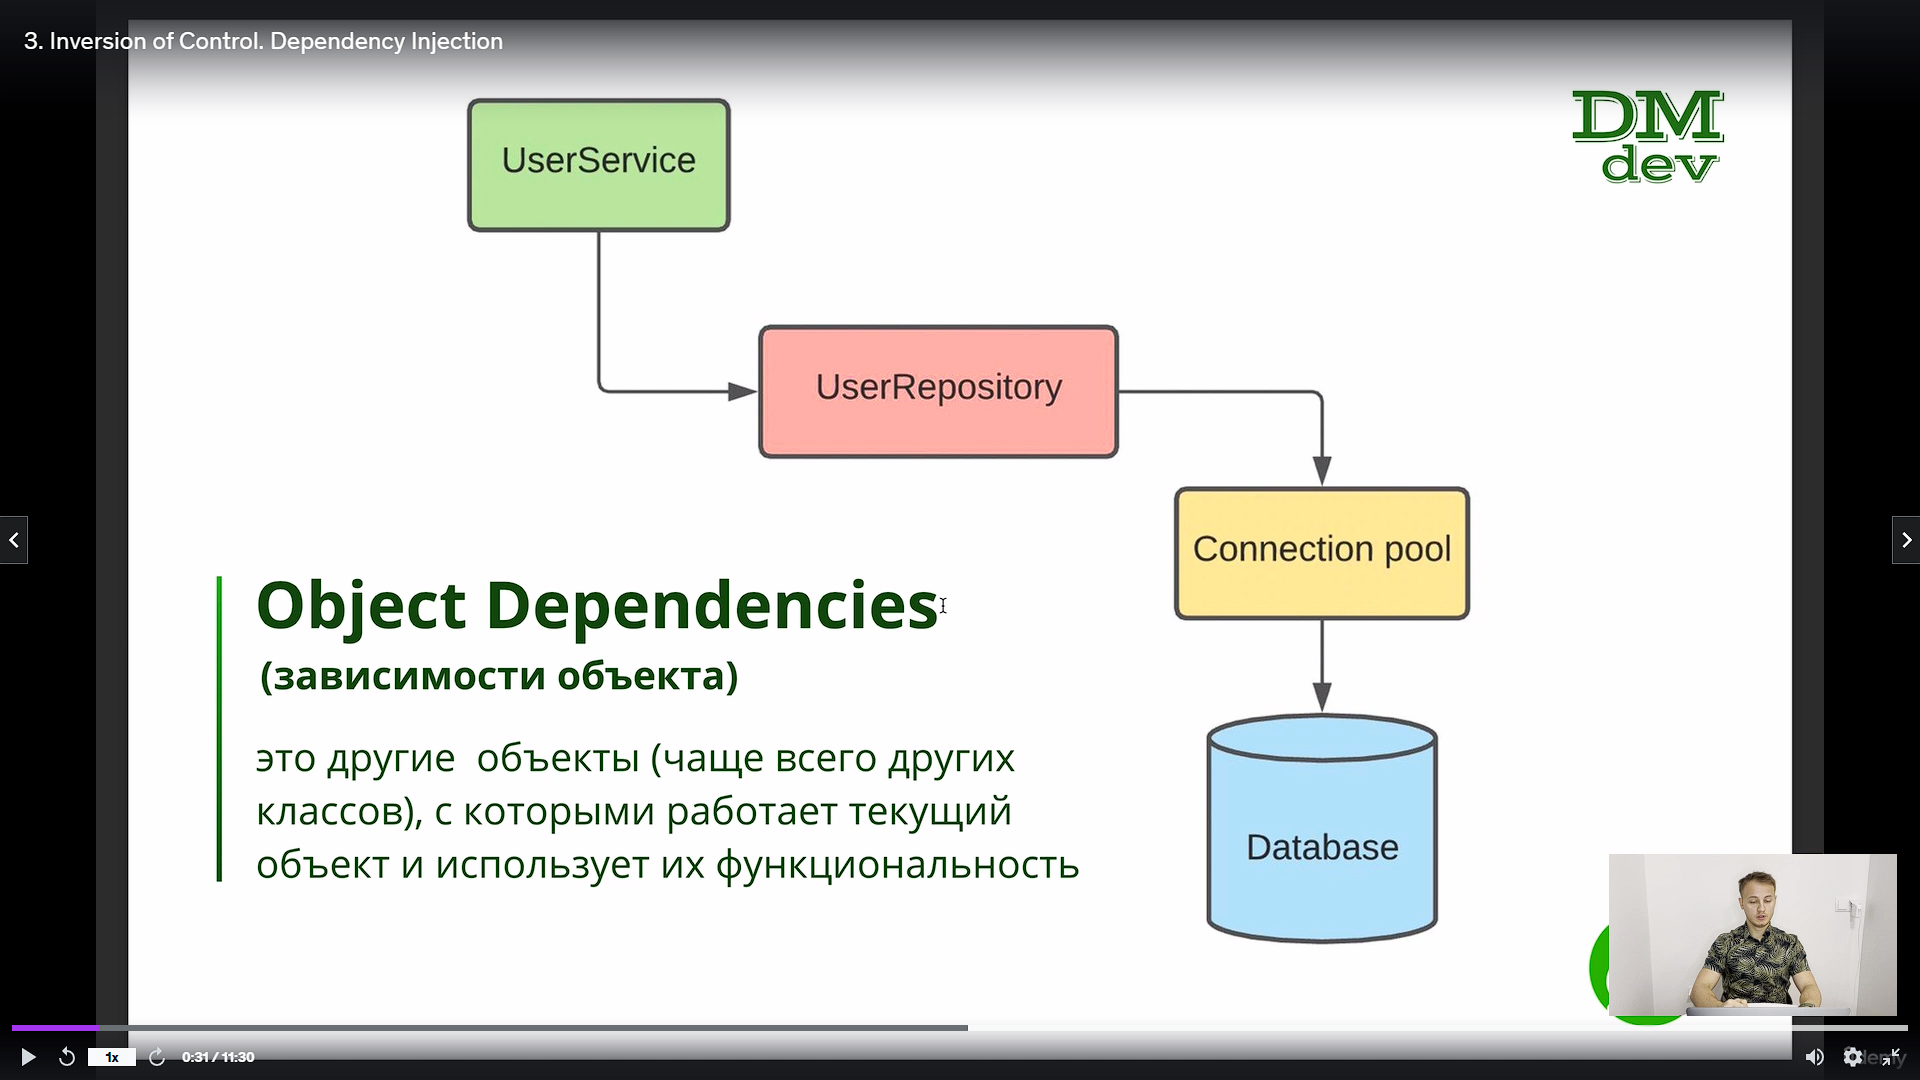 3. Inversion of Control. Dependency Injection
DM
dev
UserService
UserRepository
Connection pool
Object Dependencies
(зависимости объекта)
это другие  объекты (чаще всего других
классов), с которыми работает текущий
объект и использует их функциональность
Database
1x
0:31 / 11:30